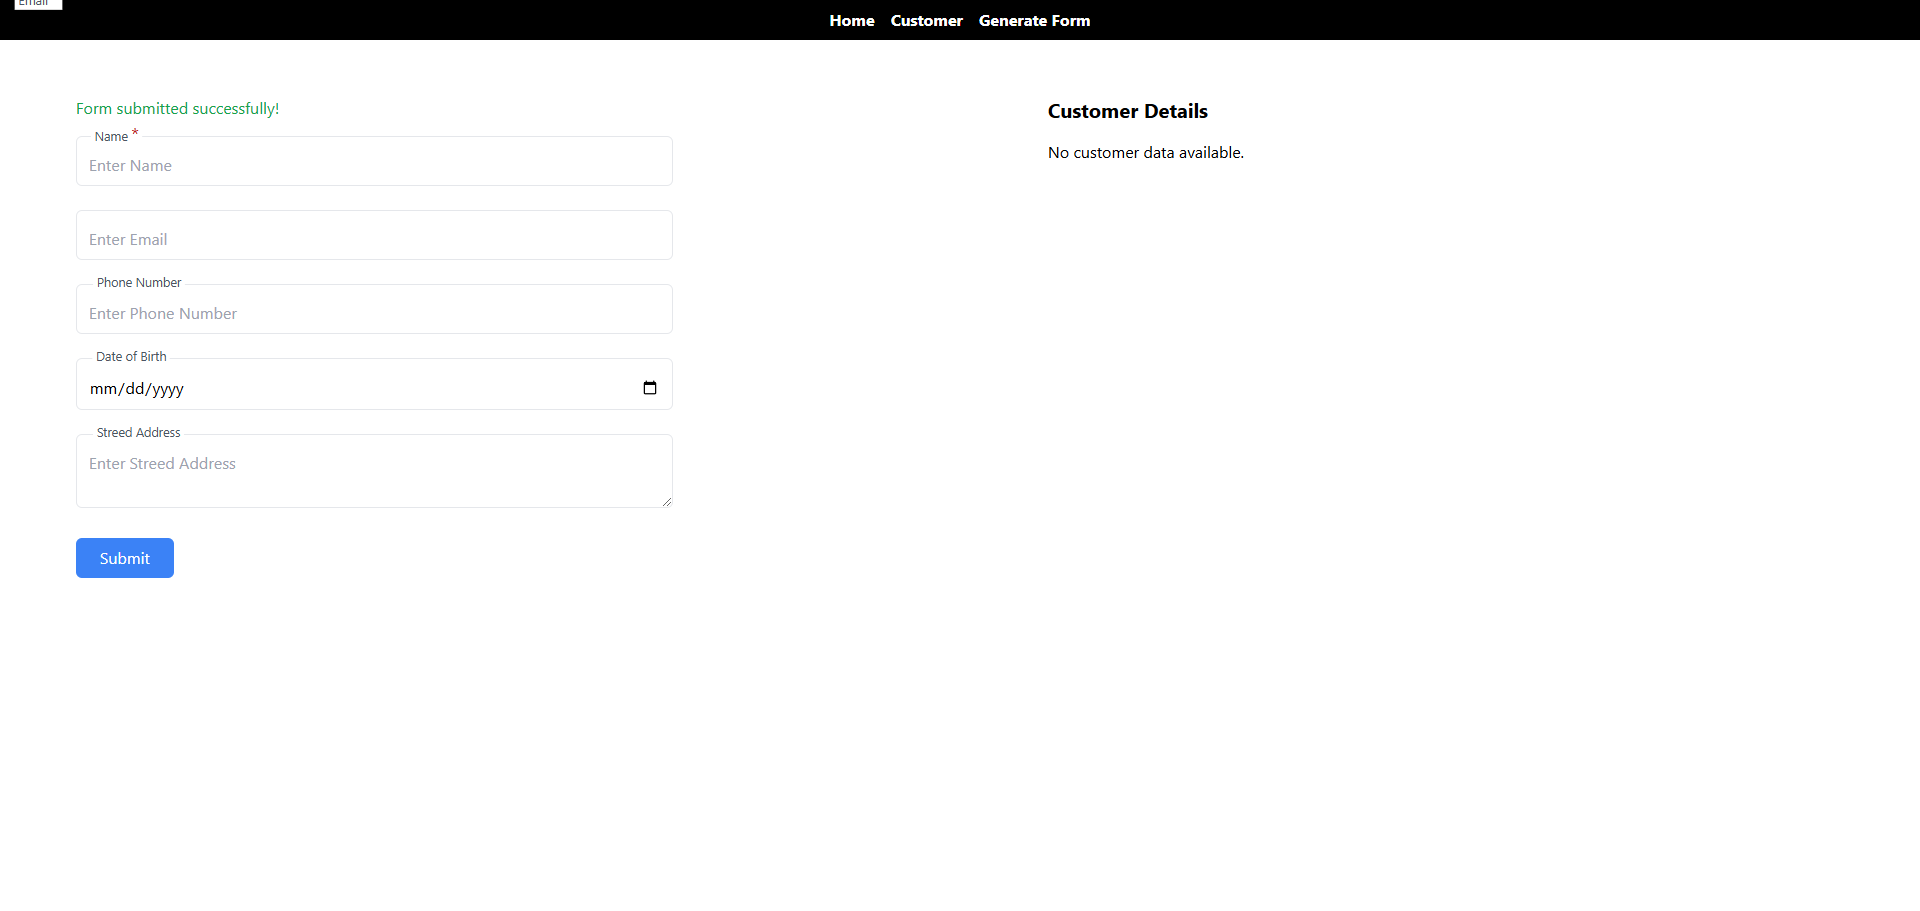 Email
Home Customer Generate Form
Form submitted successfully!
Name *
Enter Name
Enter Email
Phone Number
Enter Phone Number
Date of Birth
mm/dd/yyyy
Streed Address
Enter Streed Address
Submit
Customer Details
No customer data available.